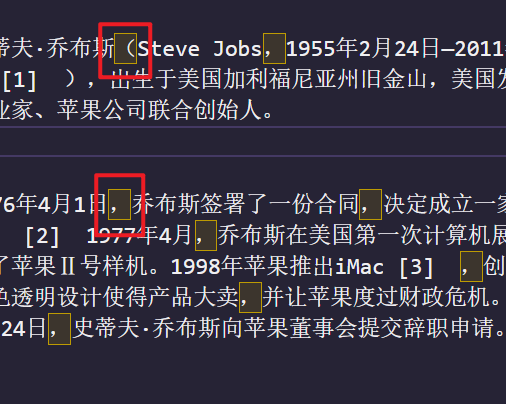 蒂夫·乔布斯（Steve Jobs，1955年2月24日—2011
[1] ），出生于美国加利福尼亚州旧金山，美国发
业家、苹果公司联合创始人。
76年4月1日，乔布斯签署了一份合同，决定成立一家
[2] 1977年4月，乔布斯在美国第一次计算机展
了苹果Ⅱ号样机。1998年苹果推出iMac [3] ，创
色透明设计使得产品大卖，并让苹果度过财政危机。
24日，史蒂夫·乔布斯向苹果董事会提交辞职申请。